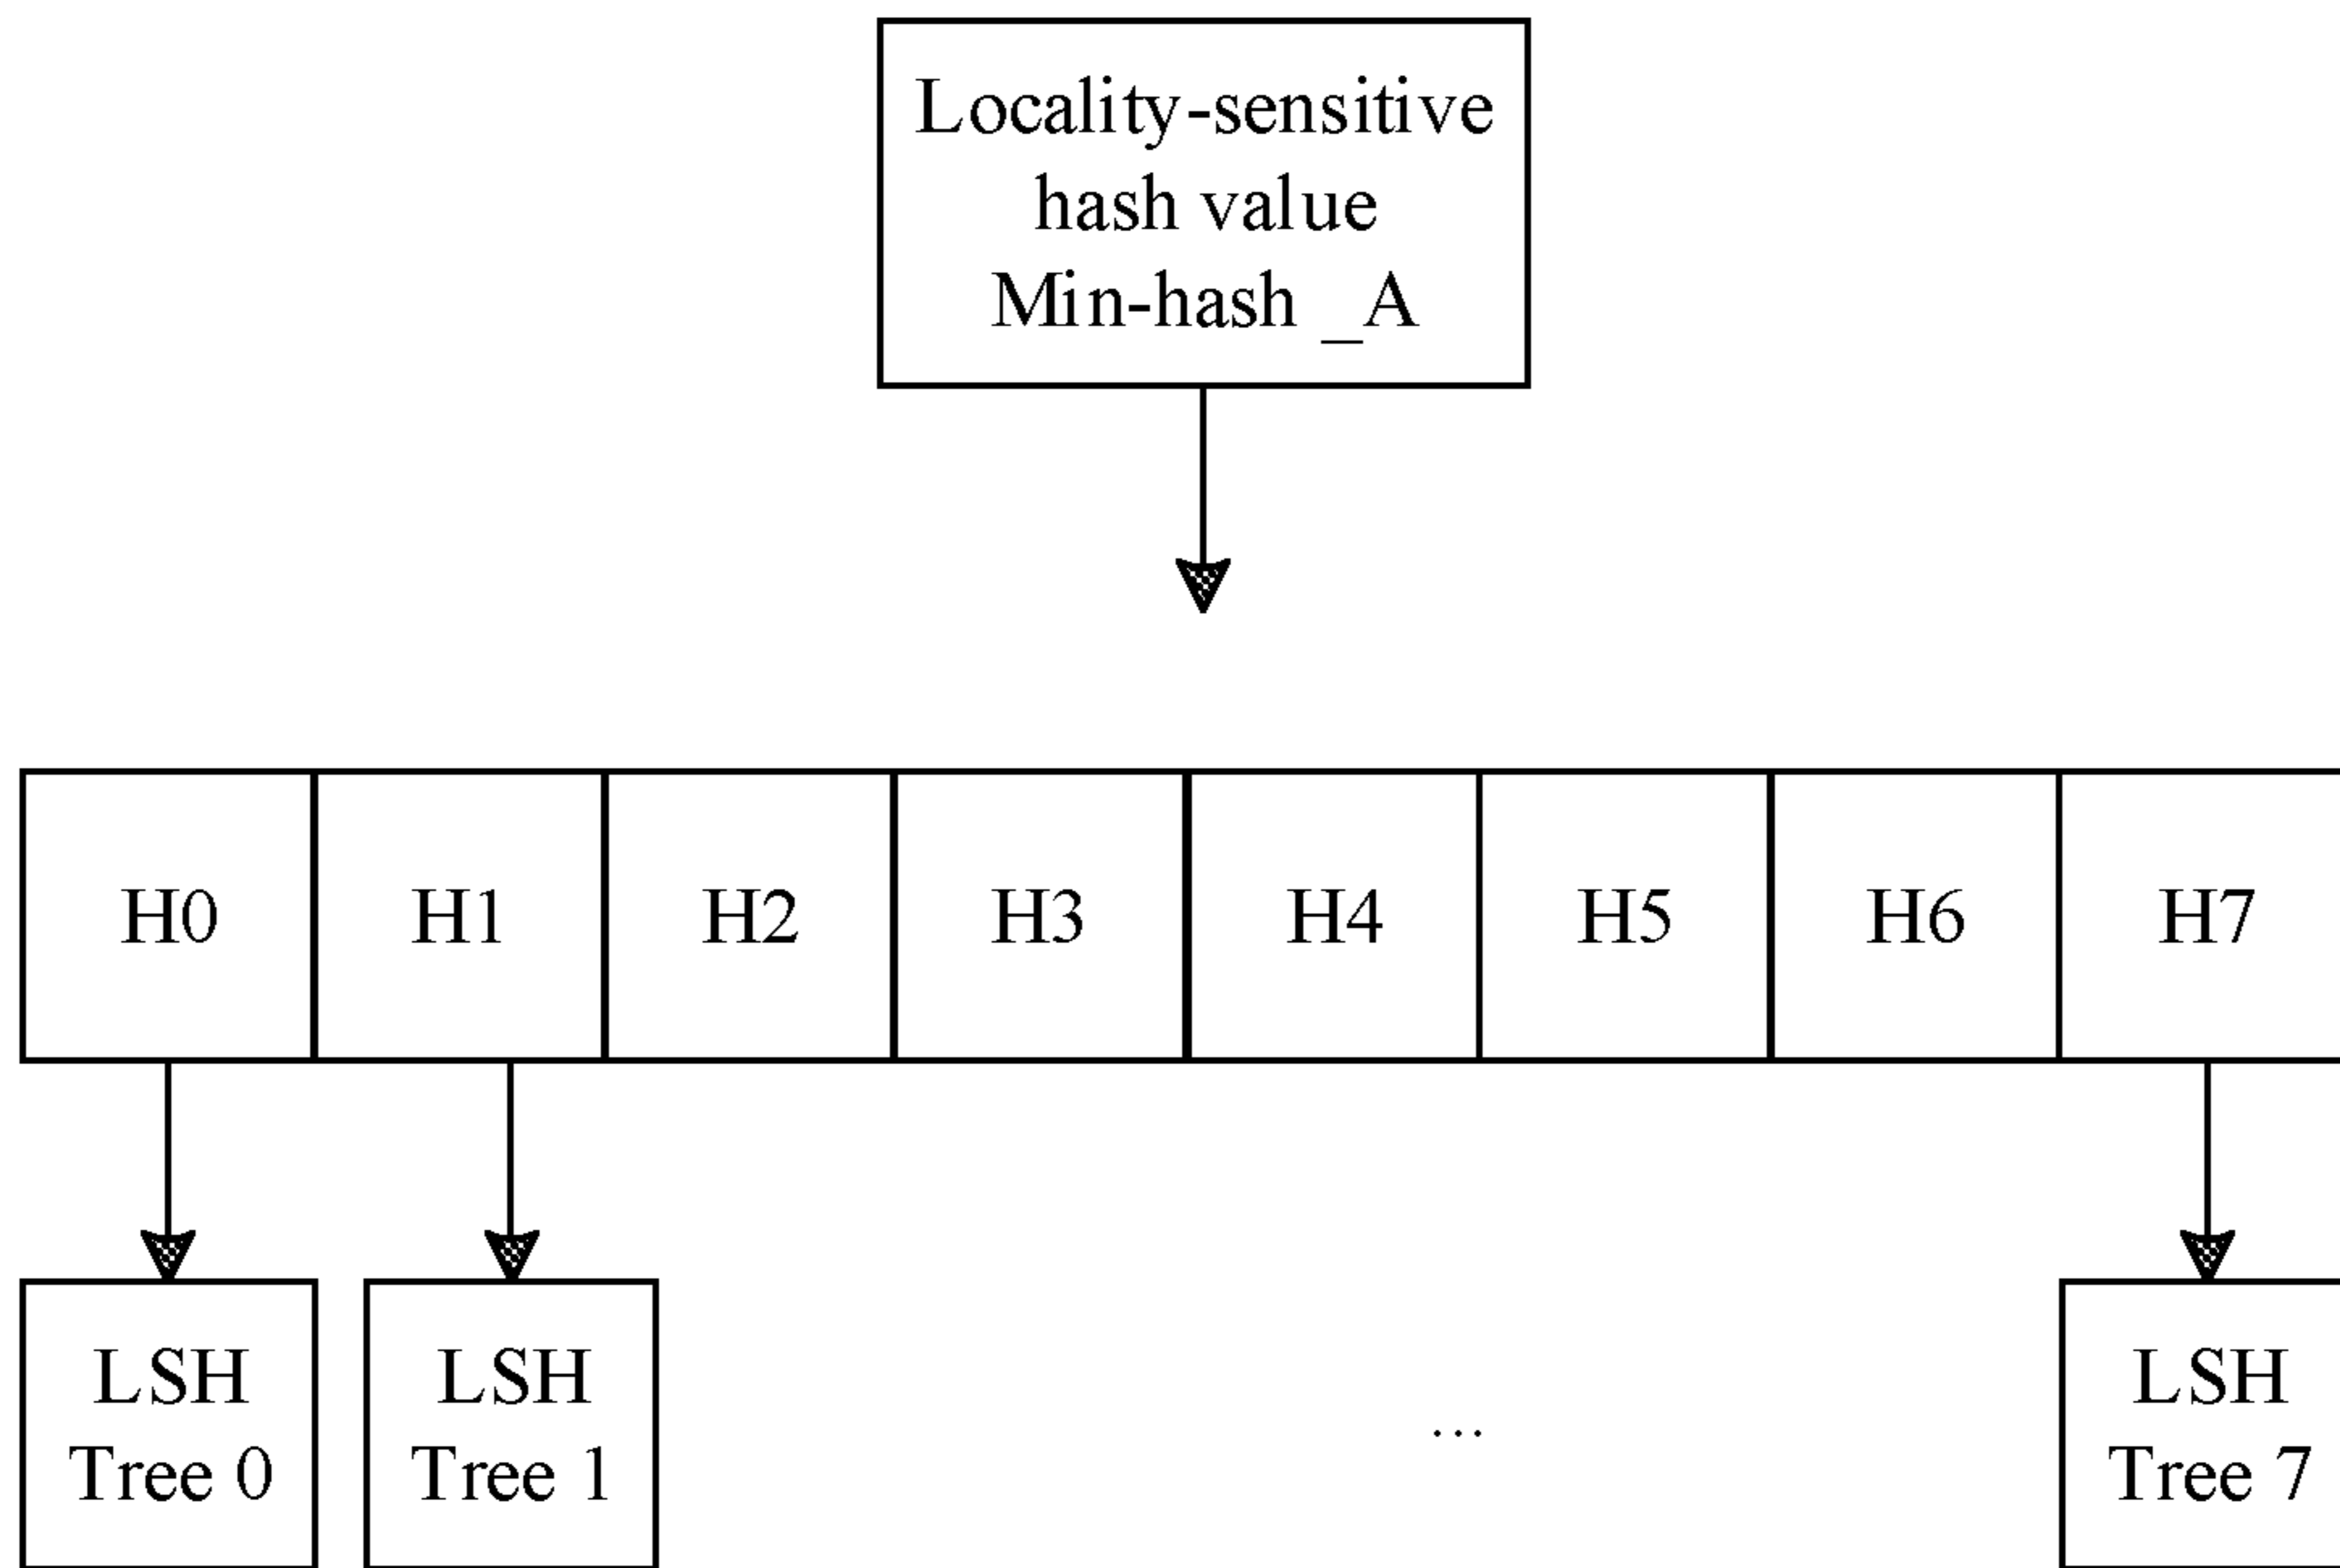 Locality-sensitive
hash value
Min-hash _A
H0 H1 H2 H3 H4 H5 H6 H7
LSH
Tree 0
LSH
Tree 1
...
LSH
Tree 7